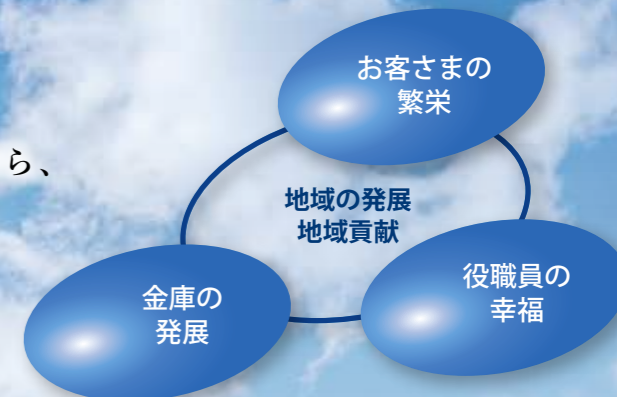 お客さまの
繁栄
ら、
地域の発展
地域貢献
役職員の
幸福
金庫の
発展